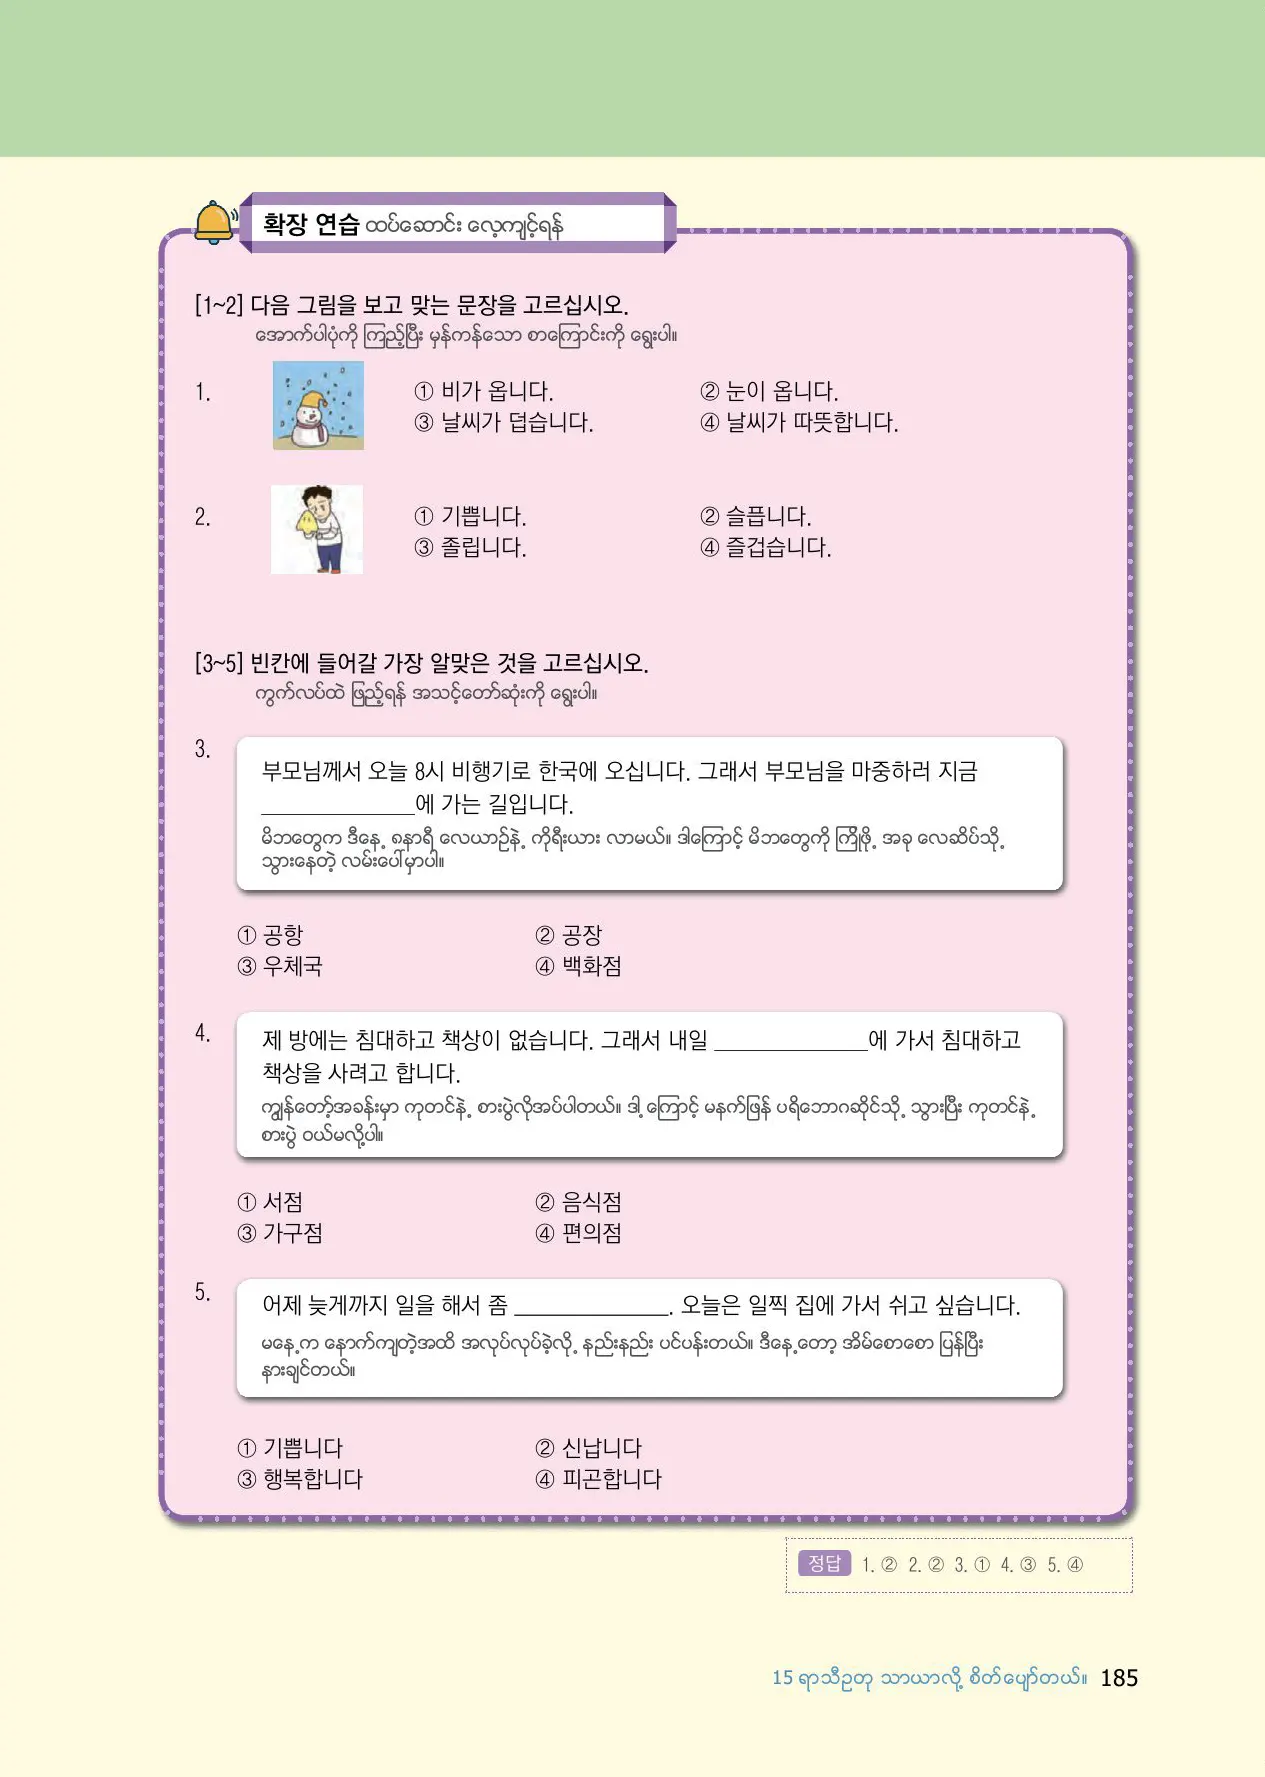 확장 연습 ထပ်ဆောင်း လေ့ကျင့်ရန်
[1~2] 다음 그림을 보고 맞는 문장을 고르십시오.
အောက်ပါပုံကို ကြည့်ပြီး မှန်ကန်သော စာကြောင်းကို ရွေးပါ။
1. ① 비가 옵니다. ② 눈이 옵니다.
③ 날씨가 덥습니다. ④ 날씨가 따뜻합니다.
2. ① 기쁩니다. ② 슬픕니다.
③ 졸립니다. ④ 즐겁습니다.
[3~5] 빈칸에 들어갈 가장 알맞은 것을 고르십시오.
ကွက်လပ်ထဲ ဖြည့်ရန် အသင့်တော်ဆုံးကို ရွေးပါ။
3.
부모님께서 오늘 8시 비행기로 한국에 오십니다. 그래서 부모님을 마중하러 지금
______________에 가는 길입니다.
မိဘတွေက ဒီနေ့ ၈နာရီ လေယာဉ်နဲ့ ကိုရီးယား လာမယ်။ ဒါကြောင့် မိဘတွေကို ကြိုဖို့ အခု လေဆိပ်သို့
သွားနေတဲ့ လမ်းပေါ်မှာပါ။
① 공항 ② 공장
③ 우체국 ④ 백화점
4.
제 방에는 침대하고 책상이 없습니다. 그래서 내일 ______________에 가서 침대하고
책상을 사려고 합니다.
ကျွန်တော့်အခန်းမှာ ကုတင်နဲ့ စားပွဲလိုအပ်ပါတယ်။ ဒါ့ ကြောင့် မနက်ဖြန် ပရိဘောဂဆိုင်သို့ သွားပြီး ကုတင်နဲ့
စားပွဲ ဝယ်မလို့ပါ။
① 서점 ② 음식점
③ 가구점 ④ 편의점
5.
어제 늦게까지 일을 해서 좀 ______________. 오늘은 일찍 집에 가서 쉬고 싶습니다.
မနေ့က နောက်ကျတဲ့အထိ အလုပ်လုပ်ခဲ့လို့ နည်းနည်း ပင်ပန်းတယ်။ ဒီနေ့တော့ အိမ်စောစော ပြန်ပြီး
နားချင်တယ်။
① 기쁩니다 ② 신납니다
③ 행복합니다 ④ 피곤합니다
정답 1. ② 2. ② 3. ① 4. ③ 5. ④
15 ရာသီဥတု သာယာလို့ စိတ်ပျော်တယ်။ 185